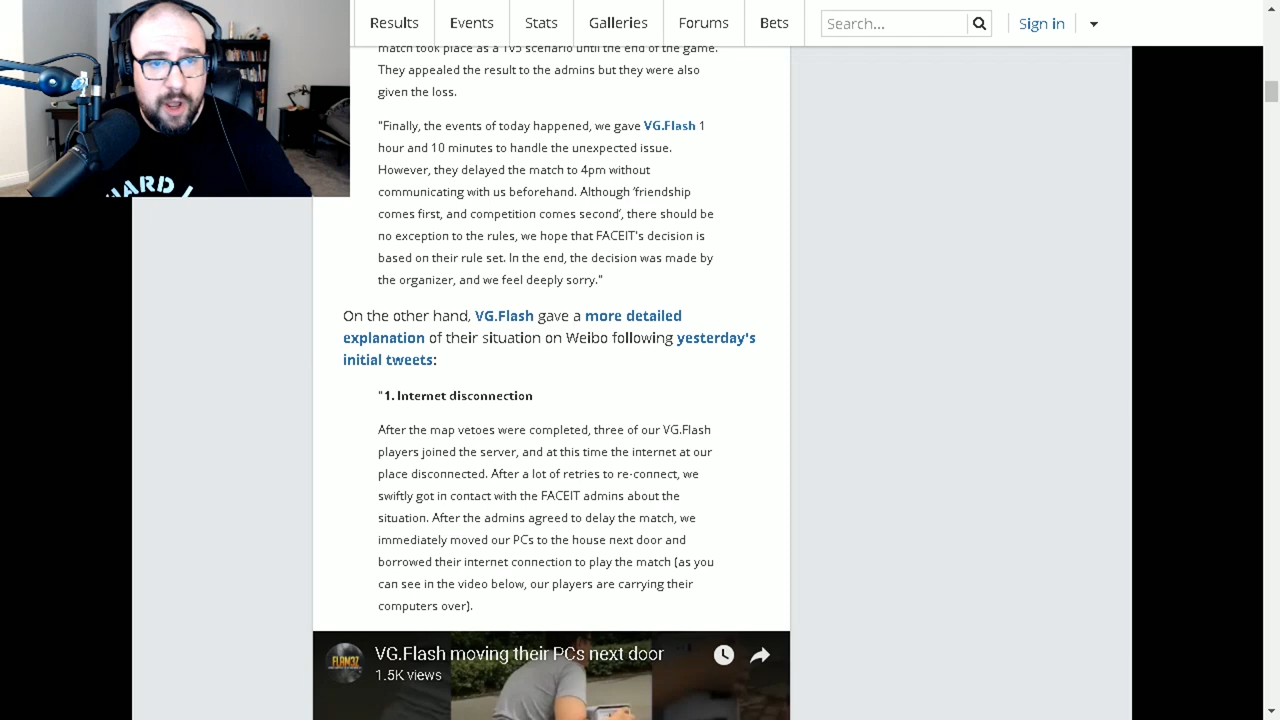 Results
Events
Stats
Galleries
Forums
Bets
Search...
Sign in
match took place as a 1v5 scenario until the end of the game.
They appealed the result to the admins but they were also
given the loss.
"Finally, the events of today happened, we gave VG.Flash 1
hour and 10 minutes to handle the unexpected issue.
However, they delayed the match to 4pm without
communicating with us beforehand. Although 'friendship
comes first, and competition comes second', there should be
no exception to the rules, we hope that FACEIT's decision is
based on their rule set. In the end, the decision was made by
the organizer, and we feel deeply sorry."
On the other hand, VG.Flash gave a more detailed
explanation of their situation on Weibo following yesterday's
initial tweets:
"1. Internet disconnection
After the map vetoes were completed, three of our VG.Flash
players joined the server, and at this time the internet at our
place disconnected. After a lot of retries to re-connect, we
swiftly got in contact with the FACEIT admins about the
situation. After the admins agreed to delay the match, we
immediately moved our PCs to the house next door and
borrowed their internet connection to play the match (as you
can see in the video below, our players are carrying their
computers over).
VG.Flash moving their PCs next door
1.5K views